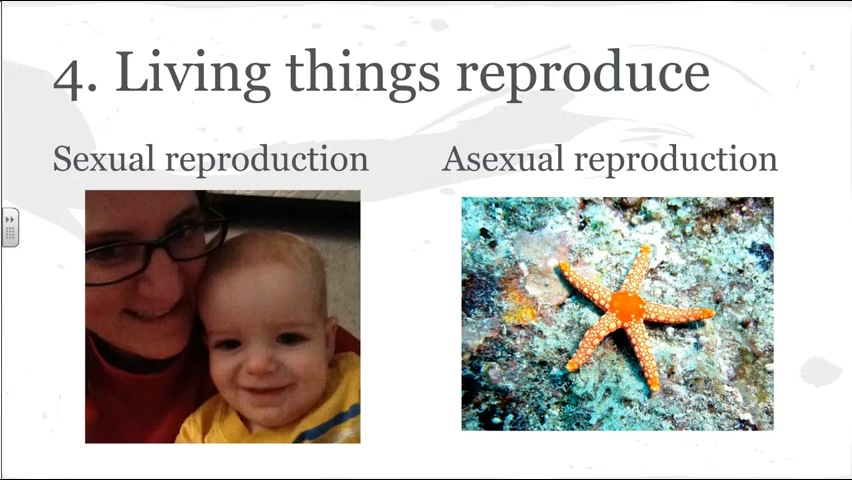 4. Living things reproduce
Sexual reproduction
Asexual reproduction